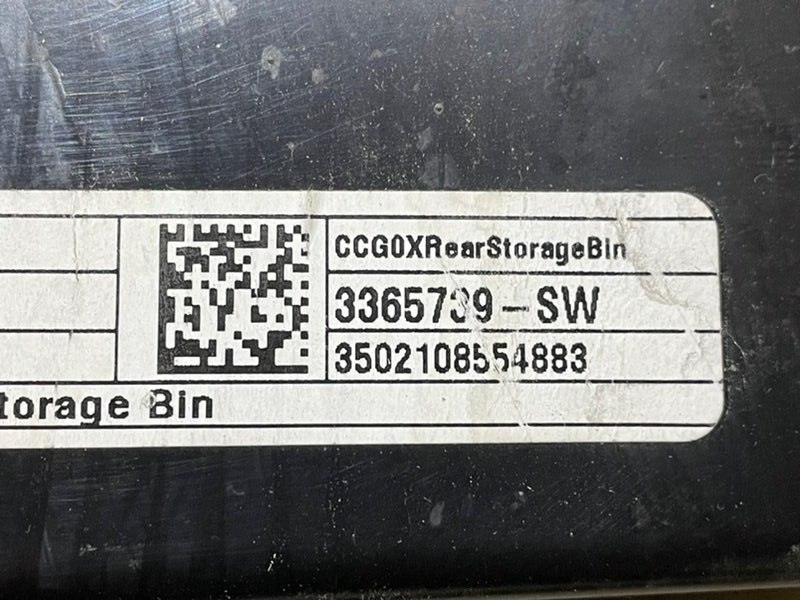 CCG0XRearStorageBin
3365739-SW
3502108554883
torage Bin